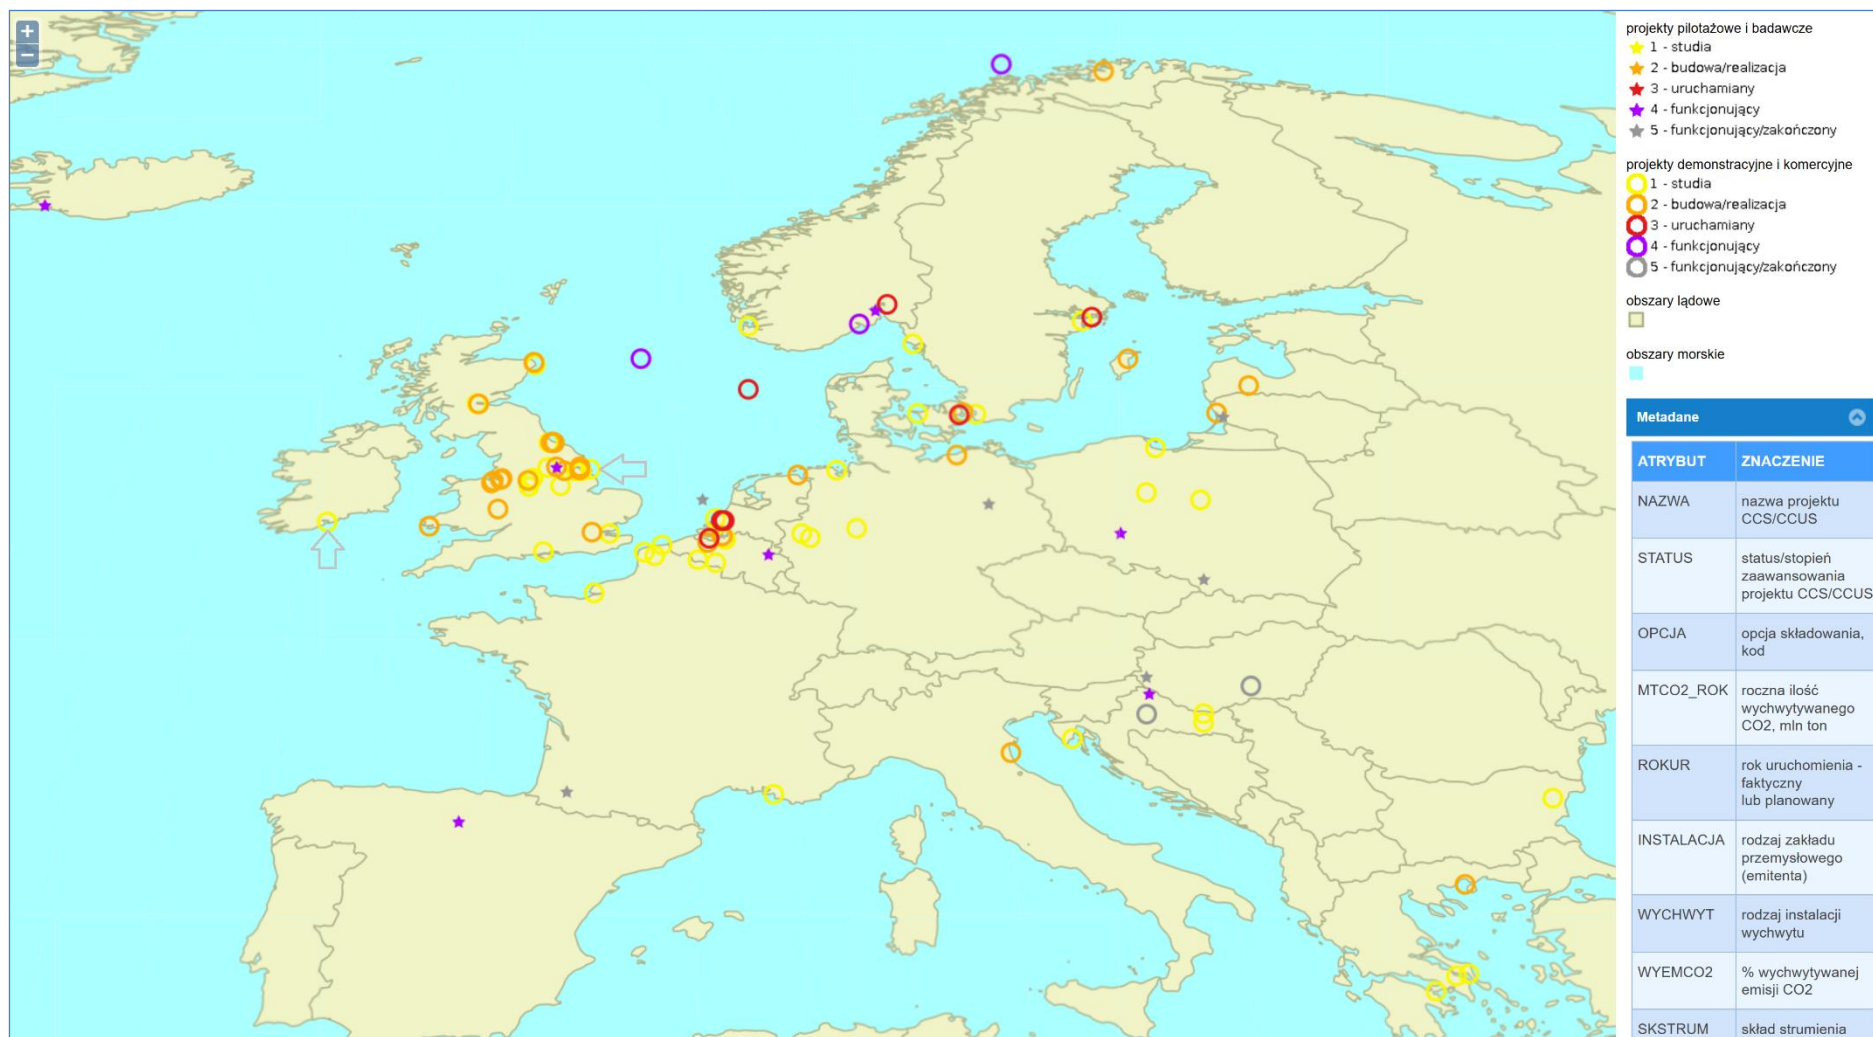 +
−
projekty pilotażowe i badawcze
1 - studia
2 - budowa/realizacja
3 - uruchamiany
4 - funkcjonujący
5 - funkcjonujący/zakończony
projekty demonstracyjne i komercyjne
1 - studia
2 - budowa/realizacja
3 - uruchamiany
4 - funkcjonujący
5 - funkcjonujący/zakończony
obszary lądowe
obszary morskie
Metadane
ATRYBUT ZNACZENIE
NAZWA nazwa projektu
CCS/CCUS
STATUS status/stopień
zaawansowania
projektu CCS/CCUS
OPCJA opcja składowania,
kod
MTCO2_ROK roczna ilość
wychwytywanego
CO2, mln ton
ROKUR rok uruchomienia -
faktyczny
lub planowany
INSTALACJA rodzaj zakładu
przemysłowego
(emitenta)
WYCHWYT rodzaj instalacji
wychwytu
WYEMCO2 % wychwytywanej
emisji CO2
SKSTRUM skład strumienia